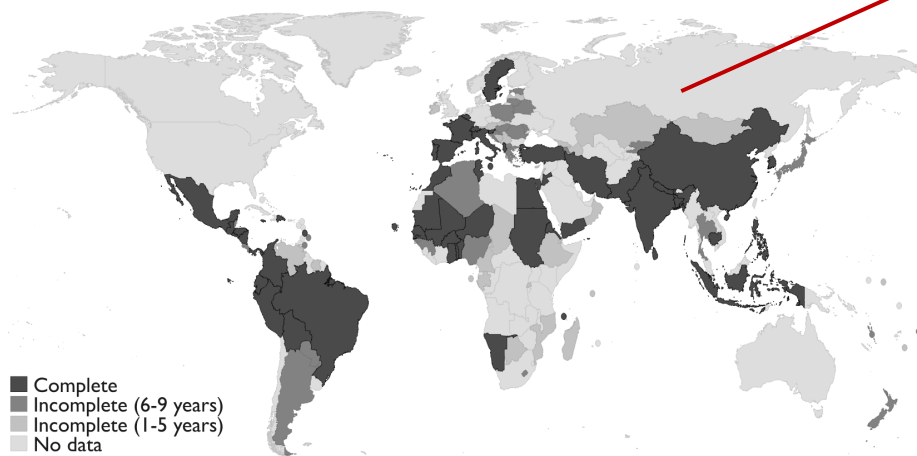 Complete
Incomplete (6-9 years)
Incomplete (1-5 years)
No data